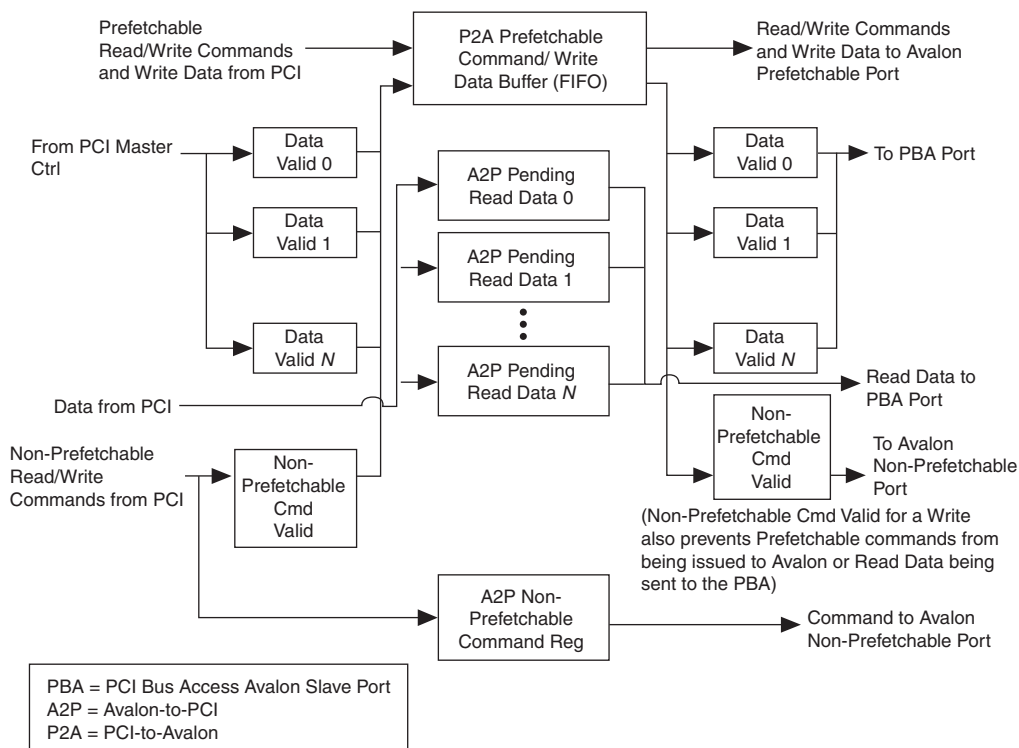 Prefetchable
Read/Write Commands
and Write Data from PCI
P2A Prefetchable
Command/ Write
Data Buffer (FIFO)
Read/Write Commands
and Write Data to Avalon
Prefetchable Port
From PCI Master
Ctrl
Data
Valid 0
Data
Valid 1
Data
Valid N
A2P Pending
Read Data 0
A2P Pending
Read Data 1
A2P Pending
Read Data N
Data
Valid 0
Data
Valid 1
Data
Valid N
To PBA Port
Data from PCI
Read Data to
PBA Port
Non-Prefetchable
Read/Write
Commands from PCI
Non-
Prefetchable
Cmd
Valid
Non-
Prefetchable
Cmd
Valid
To Avalon
Non-Prefetchable
Port
(Non-Prefetchable Cmd Valid for a Write
also prevents Prefetchable commands from
being issued to Avalon or Read Data being
sent to the PBA)
A2P Non-
Prefetchable
Command Reg
Command to Avalon
Non-Prefetchable Port
PBA = PCI Bus Access Avalon Slave Port
A2P = Avalon-to-PCI
P2A = PCI-to-Avalon